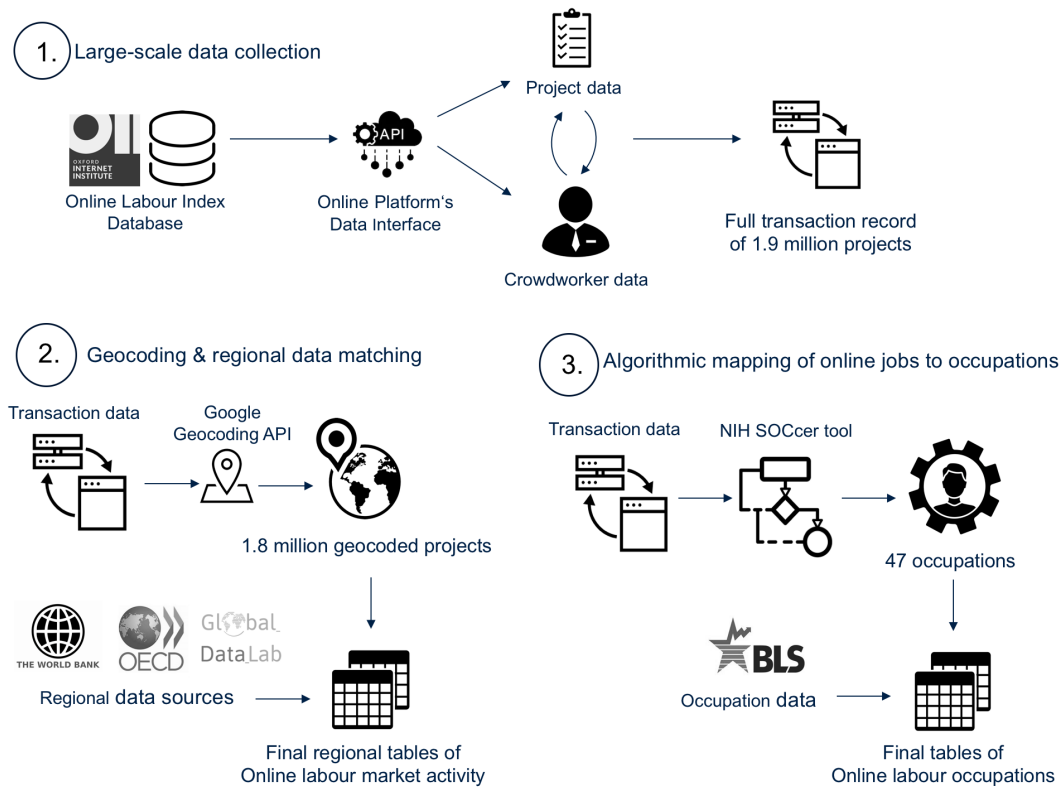 1.
Large-scale data collection
OXFORD
INTERNET
INSTITUTE
Online Labour Index
Database
API
Online Platform‘s
Data Interface
Project data
Crowdworker data
Full transaction record
of 1.9 million projects
2.
Geocoding & regional data matching
Transaction data
Google
Geocoding API
1.8 million geocoded projects
THE WORLD BANK
OECD
Global_
Data_Lab
Regional data sources
Final regional tables of
Online labour market activity
3.
Algorithmic mapping of online jobs to occupations
Transaction data
NIH SOCcer tool
47 occupations
BLS
Occupation data
Final tables of
Online labour occupations